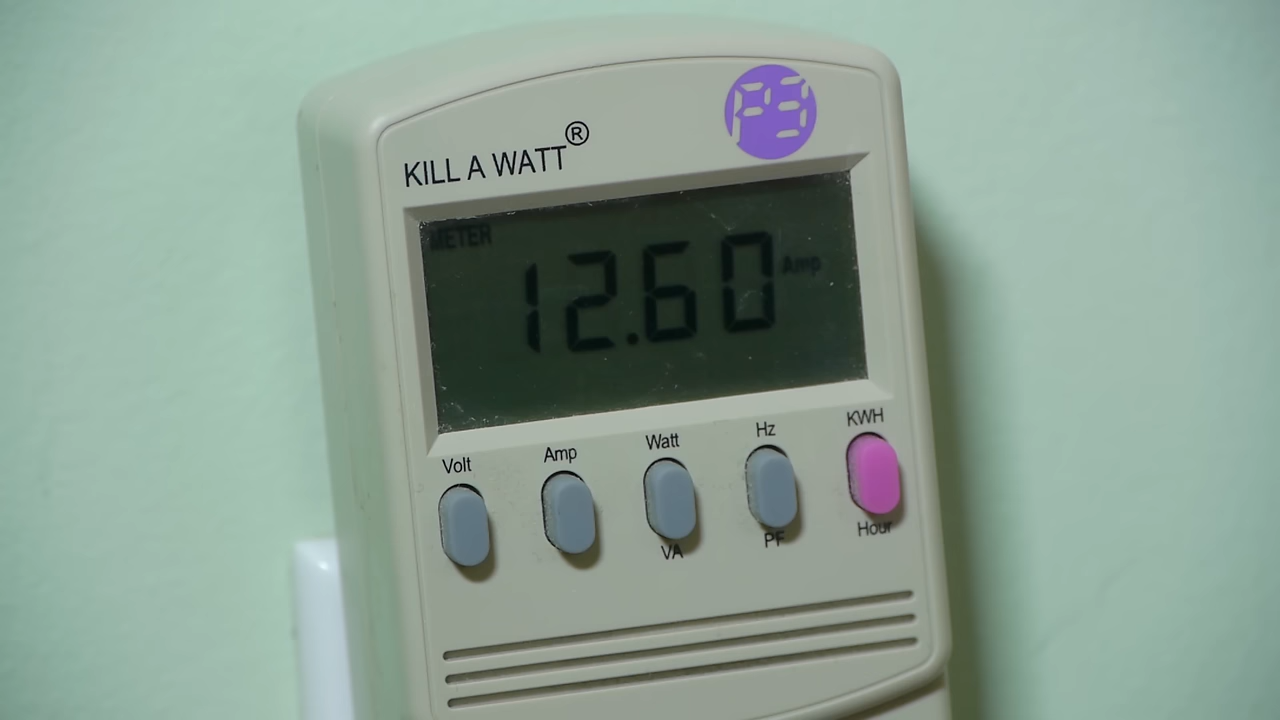 P3
KILL A WATT®
METER
12.60 Amp
Volt Amp Watt Hz KWH
VA PF Hour